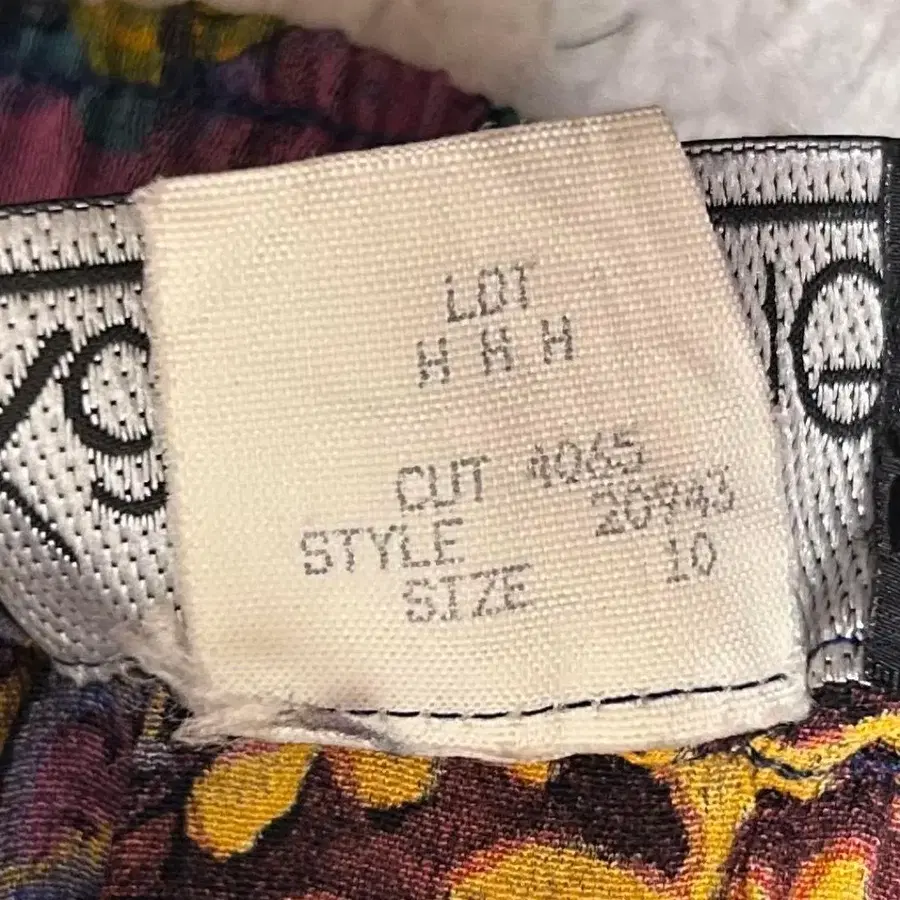 LOT
H H H
CUT 4065
STYLE 20943
SIZE 10